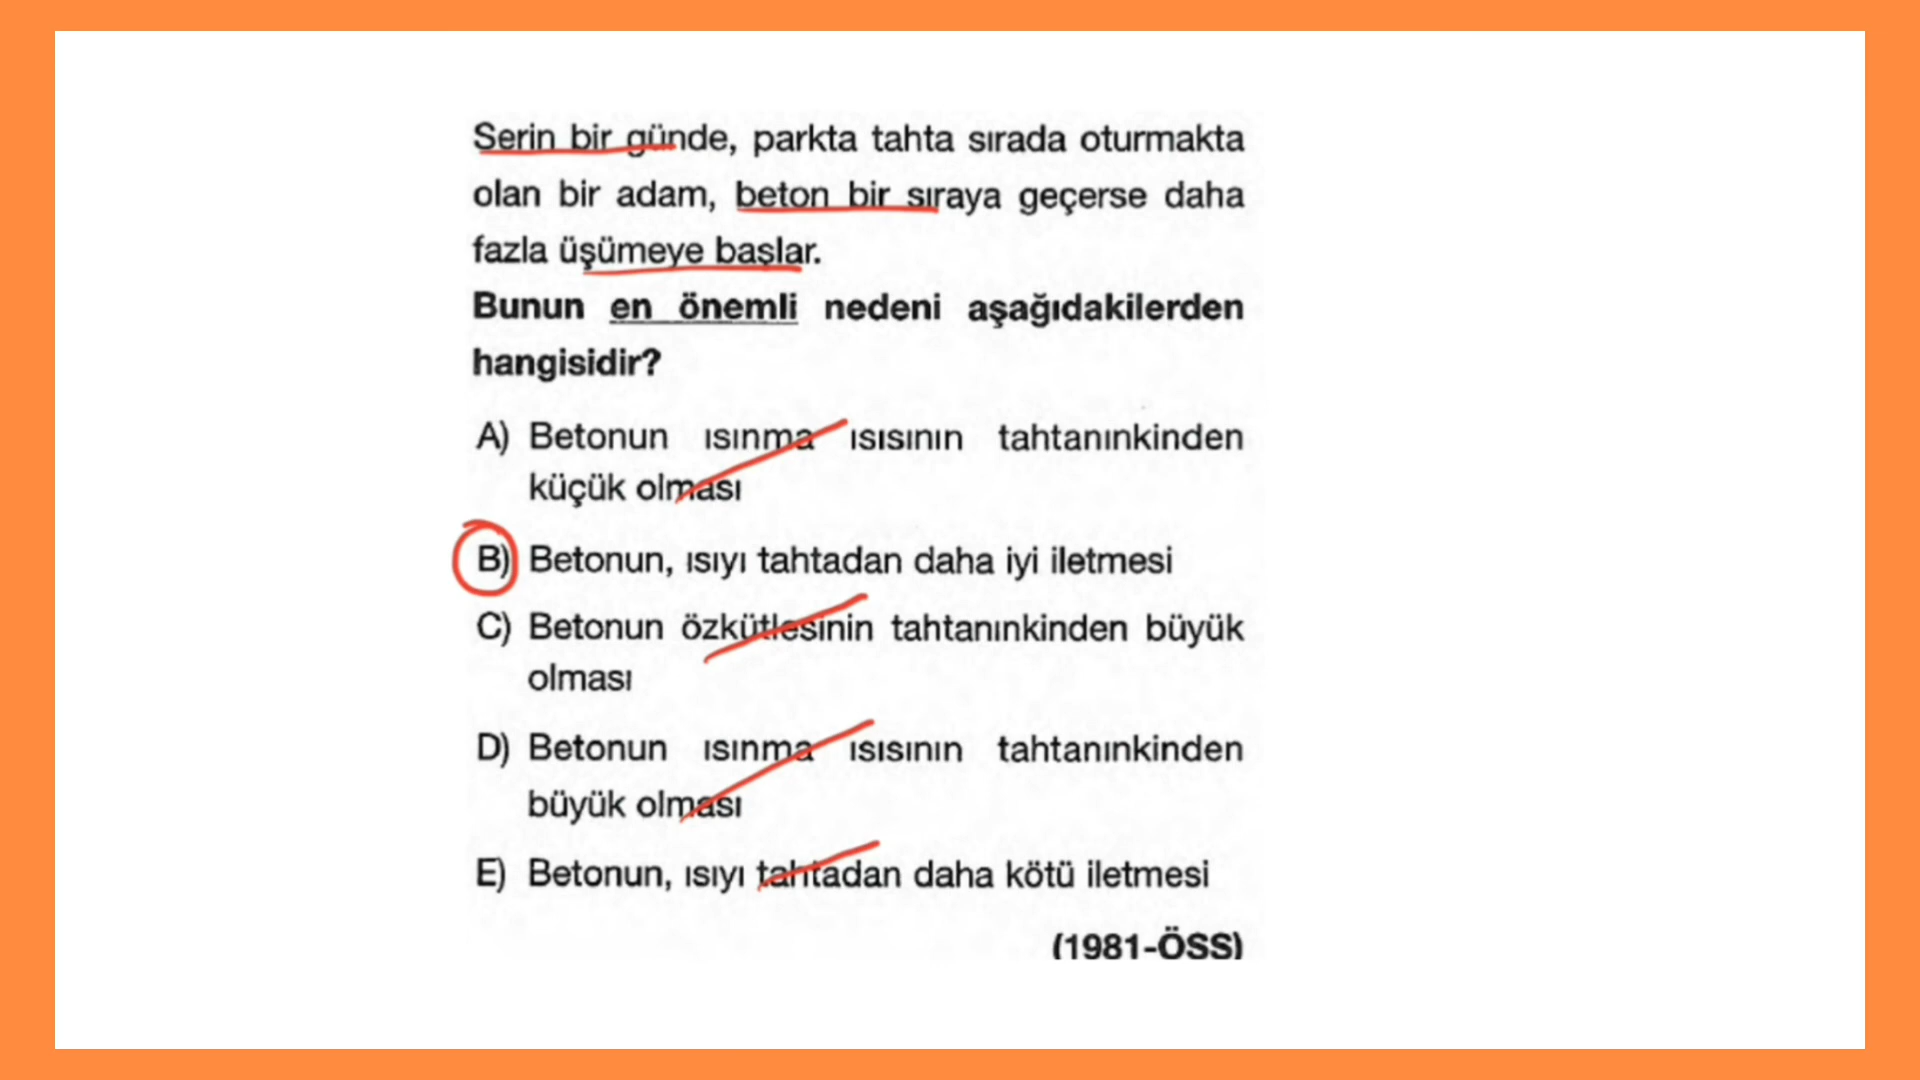 Serin bir günde, parkta tahta sırada oturmakta
olan bir adam, beton bir sıraya geçerse daha
fazla üşümeye başlar.
Bunun en önemli nedeni aşağıdakilerden
hangisidir?
A) Betonun ısınma ısısının tahtanınkinden
küçük olması
B) Betonun, ısıyı tahtadan daha iyi iletmesi
C) Betonun özkütlesinin tahtanınkinden büyük
olması
D) Betonun ısınma ısısının tahtanınkinden
büyük olması
E) Betonun, ısıyı tahtadan daha kötü iletmesi
(1981-ÖSS)